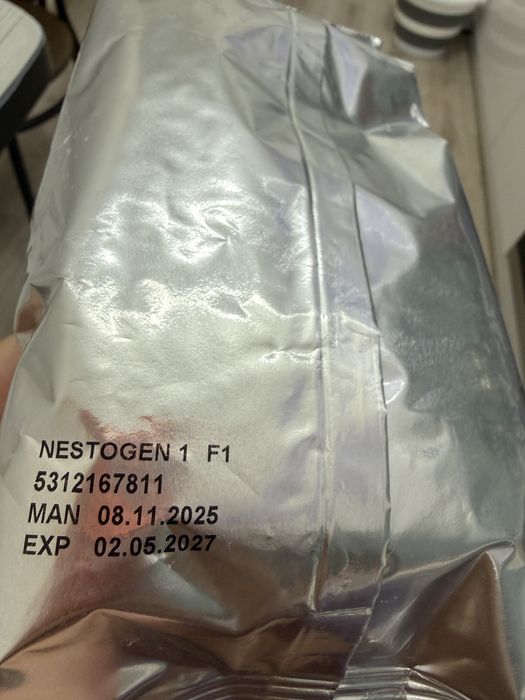 NESTOGEN 1 F1
5312167811
MAN 08.11.2025
EXP 02.05.2027